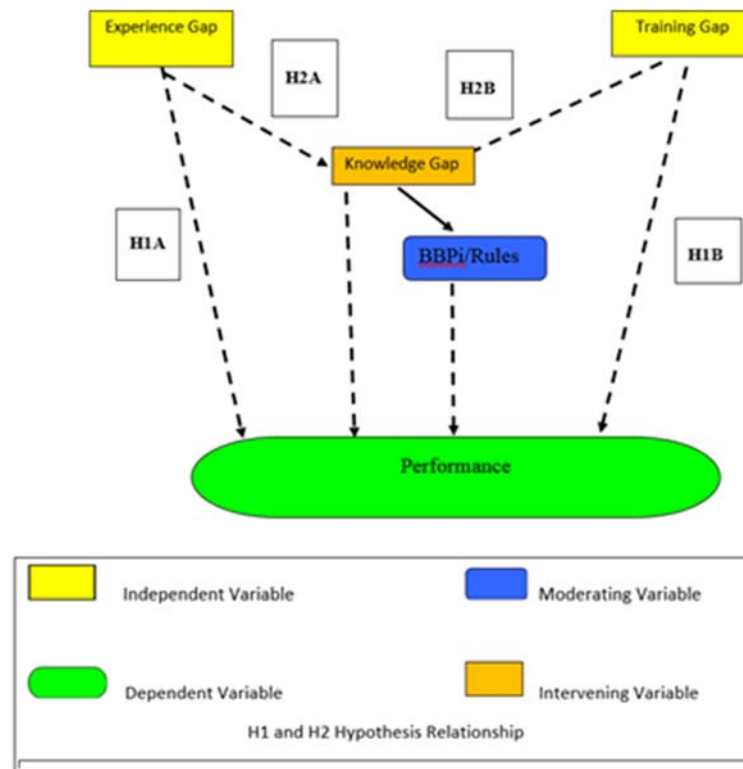 Experience Gap
Training Gap
H2A
H2B
Knowledge Gap
H1A
BBPi/Rules
H1B
Performance
Independent Variable
Moderating Variable
Dependent Variable
Intervening Variable
H1 and H2 Hypothesis Relationship